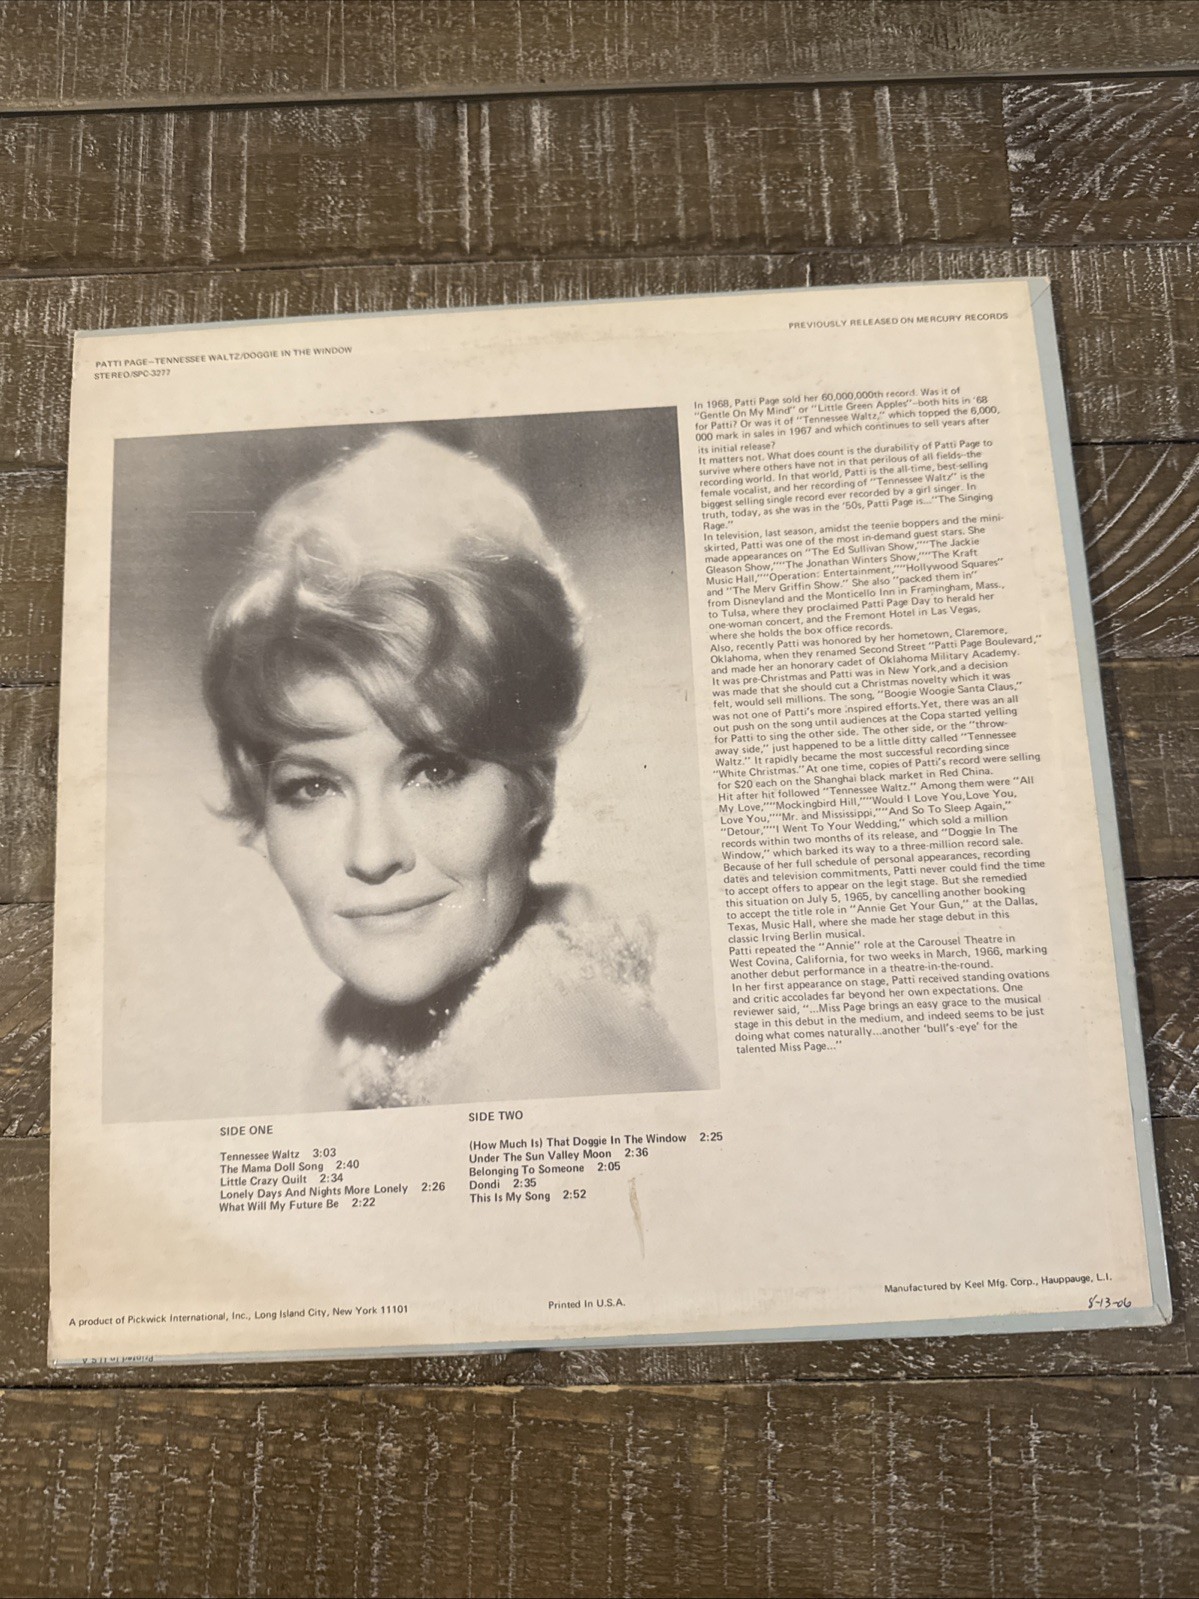 PATTI PAGE—TENNESSEE WALTZ/DOGGIE IN THE WINDOW
STEREO/SPC-3277
PREVIOUSLY RELEASED ON MERCURY RECORDS
In 1968, Patti Page sold her 60,000,000th record. Was it of
"Gentle On My Mind" or "Little Green Apples"—both hits in '68
for Patti? Or was it of "Tennessee Waltz," which topped the 6,000,
000 mark in sales in 1967 and which continues to sell years after
its initial release?
It matters not. What does count is the durability of Patti Page to
survive where others have not in that perilous of all fields—the
recording world. In that world, Patti is the all-time, best-selling
female vocalist, and her recording of "Tennessee Waltz" is the
biggest selling single record ever recorded by a girl singer. In
truth, today, as she was in the '50s, Patti Page is..."The Singing
Rage."
In television, last season, amidst the teenie boppers and the mini-
skirted, Patti was one of the most in-demand guest stars. She
made appearances on "The Ed Sullivan Show,""The Jackie
Gleason Show,""The Jonathan Winters Show,""The Kraft
Music Hall,""Operation: Entertainment,""Hollywood Squares"
and "The Merv Griffin Show." She also "packed them in"
from Disneyland and the Monticello Inn in Framingham, Mass.,
to Tulsa, where they proclaimed Patti Page Day to herald her
one-woman concert, and the Fremont Hotel in Las Vegas,
where she holds the box office records.
Also, recently Patti was honored by her hometown, Claremore,
Oklahoma, when they renamed Second Street "Patti Page Boulevard,"
and made her an honorary cadet of Oklahoma Military Academy.
It was pre-Christmas and Patti was in New York,and a decision
was made that she should cut a Christmas novelty which it was
felt, would sell millions. The song, "Boogie Woogie Santa Claus,"
was not one of Patti's more inspired efforts.Yet, there was an all
out push on the song until audiences at the Copa started yelling
for Patti to sing the other side. The other side, or the "throw-
away side," just happened to be a little ditty called "Tennessee
Waltz." It rapidly became the most successful recording since
"White Christmas." At one time, copies of Patti's record were selling
for $20 each on the Shanghai black market in Red China.
Hit after hit followed "Tennessee Waltz." Among them were "All
My Love,""Mockingbird Hill,""Would I Love You,Love You,
Love You,""Mr. and Mississippi,""And So To Sleep Again,"
"Detour,""I Went To Your Wedding," which sold a million
records within two months of its release, and "Doggie In The
Window," which barked its way to a three-million record sale.
Because of her full schedule of personal appearances, recording
dates and television commitments, Patti never could find the time
to accept offers to appear on the legit stage. But she remedied
this situation on July 5, 1965, by cancelling another booking
to accept the title role in "Annie Get Your Gun," at the Dallas,
Texas, Music Hall, where she made her stage debut in this
classic Irving Berlin musical.
Patti repeated the "Annie" role at the Carousel Theatre in
West Covina, California, for two weeks in March, 1966, marking
another debut performance in a theatre-in-the-round.
In her first appearance on stage, Patti received standing ovations
and critic accolades far beyond her own expectations. One
reviewer said, "...Miss Page brings an easy grace to the musical
stage in this debut in the medium, and indeed seems to be just
doing what comes naturally...another 'bull's-eye' for the
talented Miss Page..."
SIDE ONE
Tennessee Waltz 3:03
The Mama Doll Song 2:40
Little Crazy Quilt 2:34
Lonely Days And Nights More Lonely 2:26
What Will My Future Be 2:22
SIDE TWO
(How Much Is) That Doggie In The Window 2:25
Under The Sun Valley Moon 2:36
Belonging To Someone 2:05
Dondi 2:35
This Is My Song 2:52
A product of Pickwick International, Inc., Long Island City, New York 11101
Printed In U.S.A.
Manufactured by Keel Mfg. Corp., Hauppauge, L.I.
8-13-06
Printed In U.S.A